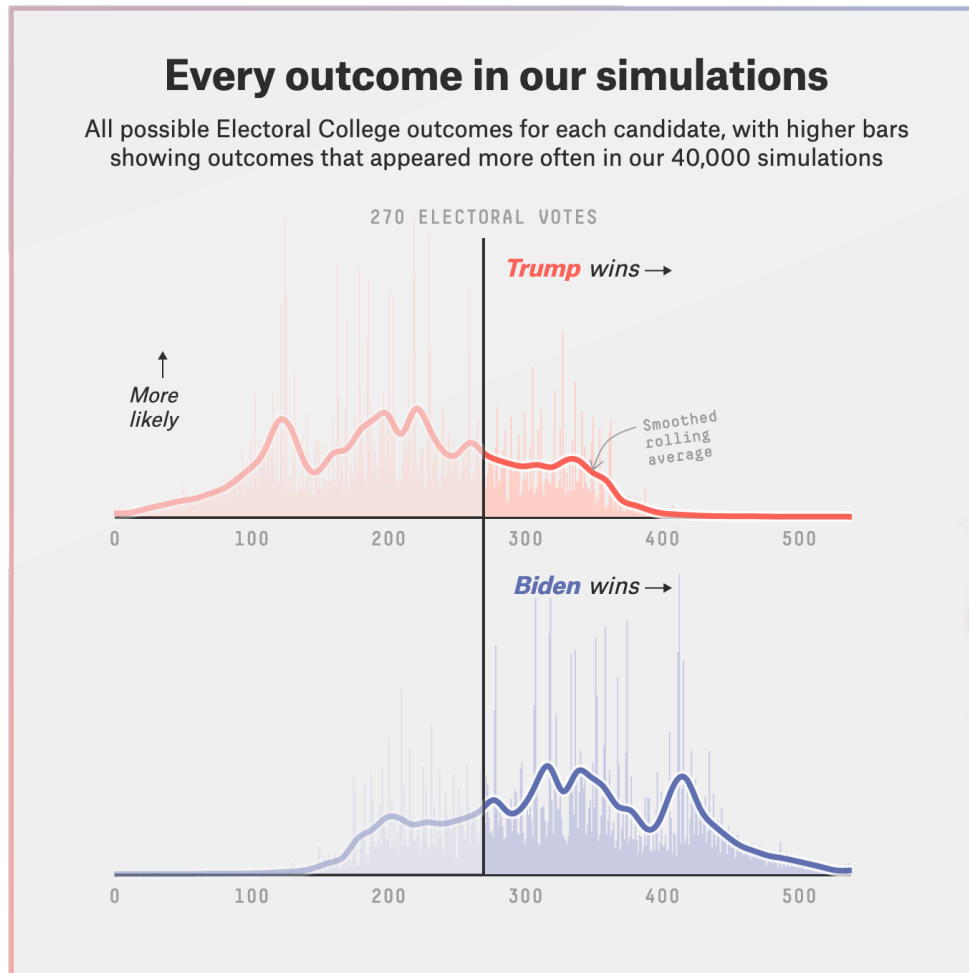 Every outcome in our simulations
All possible Electoral College outcomes for each candidate, with higher bars
showing outcomes that appeared more often in our 40,000 simulations
270 ELECTORAL VOTES
Trump wins →
↑
More
likely
Smoothed
rolling
average
0 100 200 300 400 500
Biden wins →
0 100 200 300 400 500